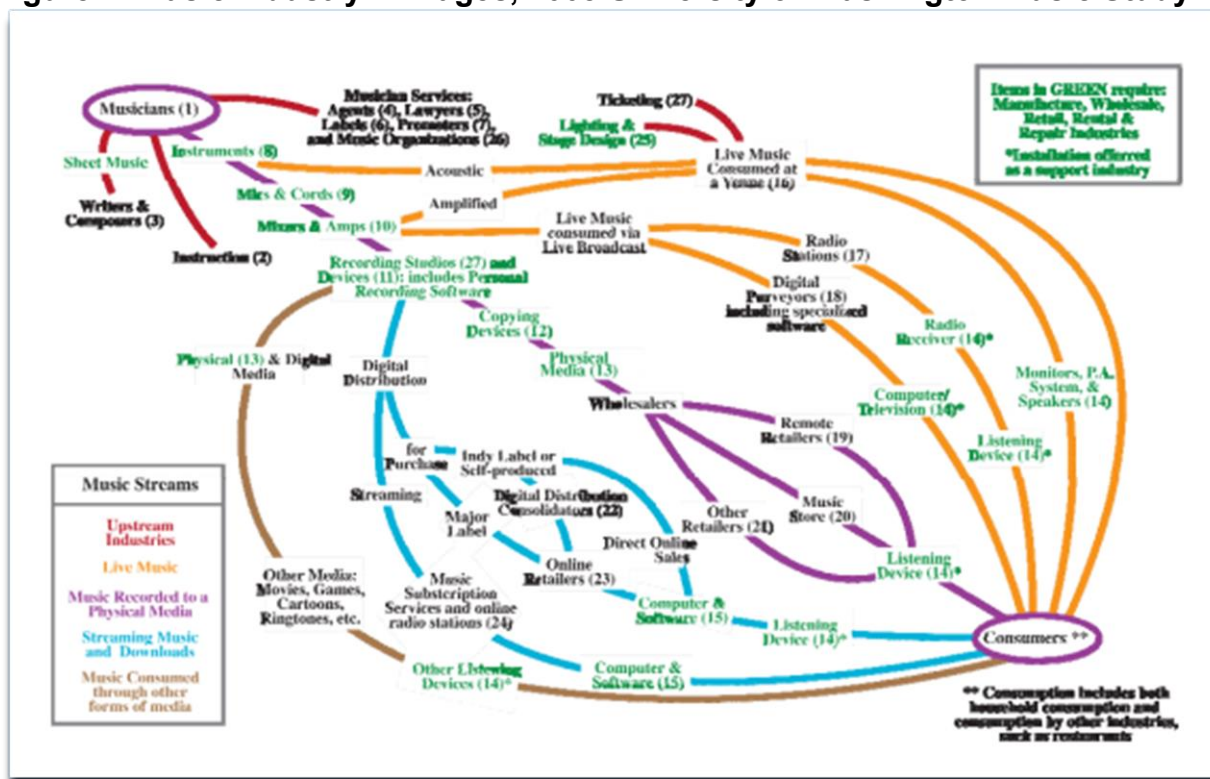 Musicians (1)
Musician Services:
Agents (4), Lawyers (5),
Labels (6), Promoters (7),
and Music Organizations (26)
Ticketing (27)
Lighting &
Stage Design (25)
Items in GREEN require:
Manufacture, Wholesale,
Retail, Rental &
Repair Industries
*Installation offerred
as a support industry
Sheet Music
Instruments (8)
Acoustic
Live Music
Consumed at
a Venue (16)
Mics & Cords (9)
Amplified
Writers &
Composers (3)
Mixers & Amps (10)
Live Music
consumed via
Live Broadcast
Instruction (2)
Radio
Stations (17)
Recording Studios (27) and
Devices (11): includes Personal
Recording Software
Digital
Purveyors (18)
including specialized
software
Copying
Devices (12)
Radio
Receiver (14)*
Physical (13) & Digital
Media
Digital
Distribution
Physical
Media (13)
Monitors, P.A.
System, &
Speakers (14)
Wholesalers
Computer/
Television (14)*
Remote
Retailers (19)
Listening
Device (14)*
for
Purchase
Indy Label or
Self-produced
Streaming
Digital Distribution
Consolidators (22)
Major
Label
Other
Retailers (21)
Music
Store (20)
Direct Online
Sales
Online
Retailers (23)
Listening
Device (14)*
Music Streams
Upstream
Industries
Live Music
Music Recorded to a
Physical Media
Streaming Music
and Downloads
Music Consumed
through other
forms of media
Other Media:
Movies, Games,
Cartoons,
Ringtones, etc.
Music
Substcription
Services and online
radio stations (24)
Computer &
Software (15)
Listening
Device (14)*
Consumers **
Other Listening
Devices (14)*
Computer &
Software (15)
** Consumption includes both
household consumption and
consumption by other industries,
such as restaurants